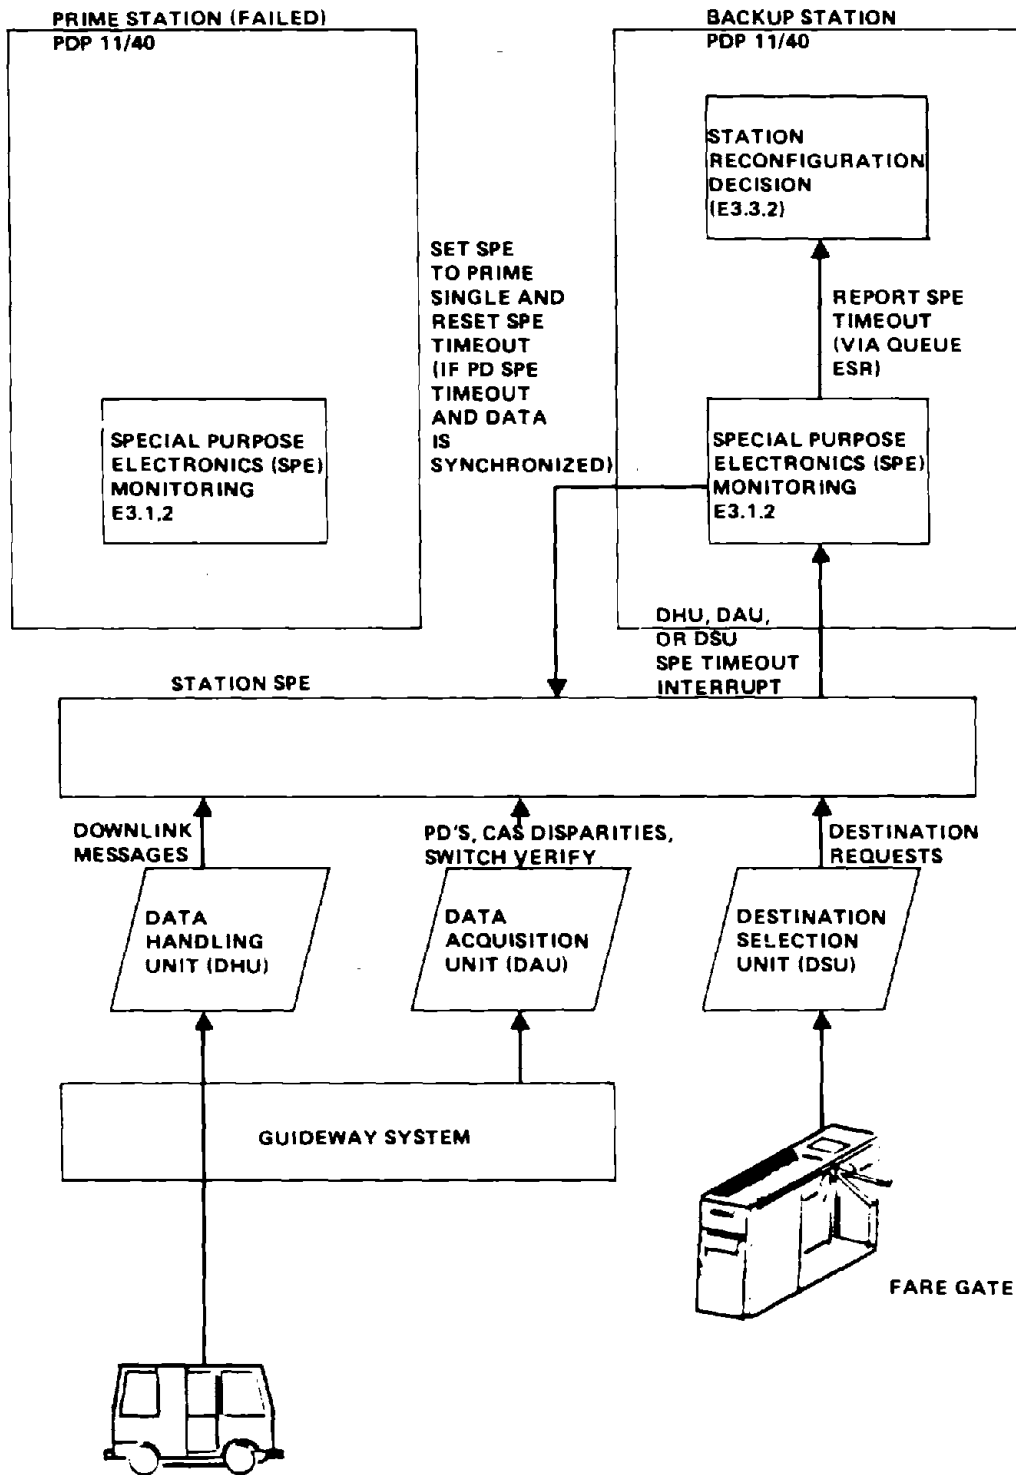 PRIME STATION (FAILED)
PDP 11/40
BACKUP STATION
PDP 11/40
STATION
RECONFIGURATION
DECISION
(E3.3.2)
SET SPE
TO PRIME
SINGLE AND
RESET SPE
TIMEOUT
(IF PD SPE
TIMEOUT
AND DATA
IS
SYNCHRONIZED)
REPORT SPE
TIMEOUT
(VIA QUEUE
ESR)
SPECIAL PURPOSE
ELECTRONICS (SPE)
MONITORING
E3.1.2
SPECIAL PURPOSE
ELECTRONICS (SPE)
MONITORING
E3.1.2
DHU, DAU,
OR DSU
SPE TIMEOUT
INTERRUPT
STATION SPE
DOWNLINK
MESSAGES
PD'S, CAS DISPARITIES,
SWITCH VERIFY
DESTINATION
REQUESTS
DATA
HANDLING
UNIT (DHU)
DATA
ACQUISITION
UNIT (DAU)
DESTINATION
SELECTION
UNIT (DSU)
GUIDEWAY SYSTEM
FARE GATE